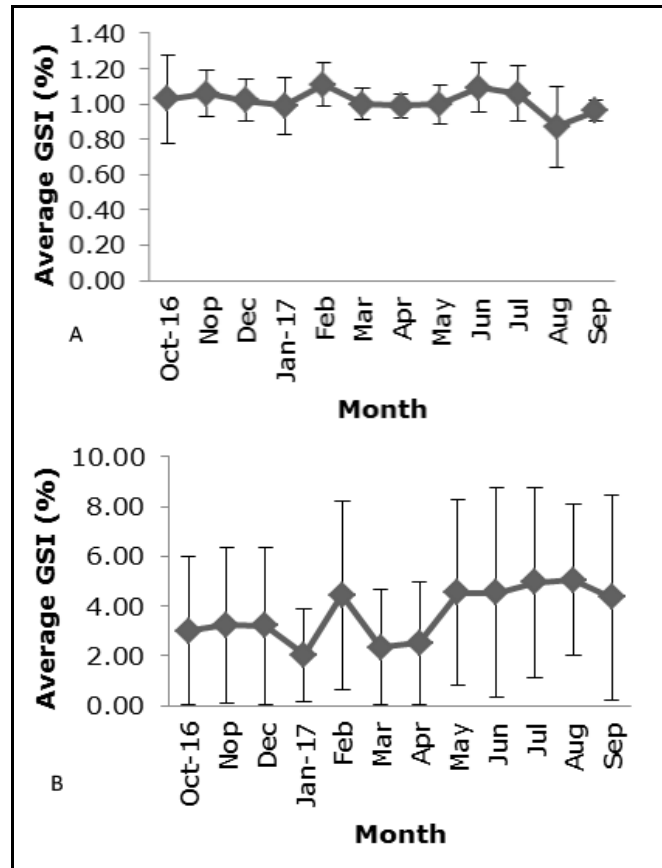 Average GSI (%)
1.40
1.20
1.00
0.80
0.60
0.40
0.20
0.00
Oct-16
Nop
Dec
Jan-17
Feb
Mar
Apr
May
Jun
Jul
Aug
Sep
A
Month
Average GSI (%)
10.00
8.00
6.00
4.00
2.00
0.00
Oct-16
Nop
Dec
Jan-17
Feb
Mar
Apr
May
Jun
Jul
Aug
Sep
B
Month